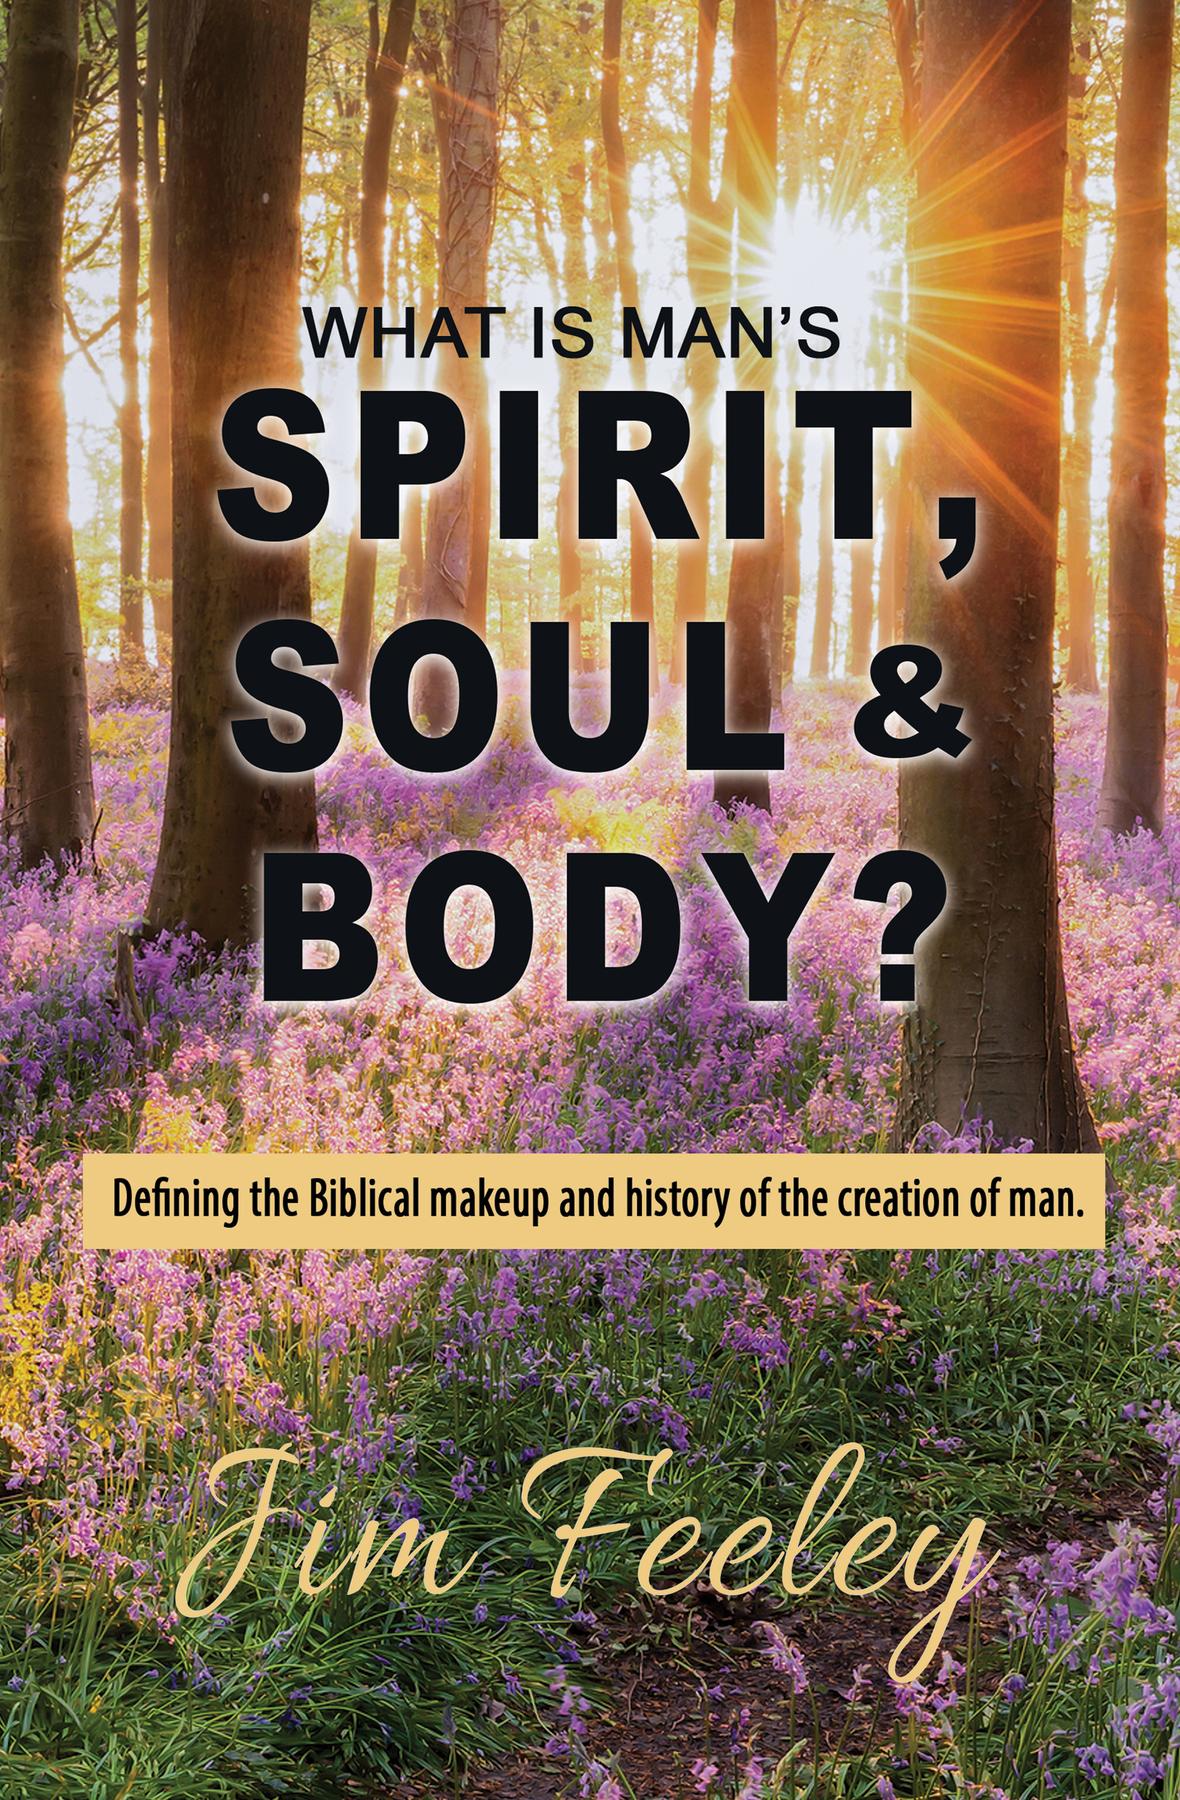 WHAT IS MAN'S
SPIRIT,
SOUL &
BODY?
Defining the Biblical makeup and history of the creation of man.
Jim Feeley